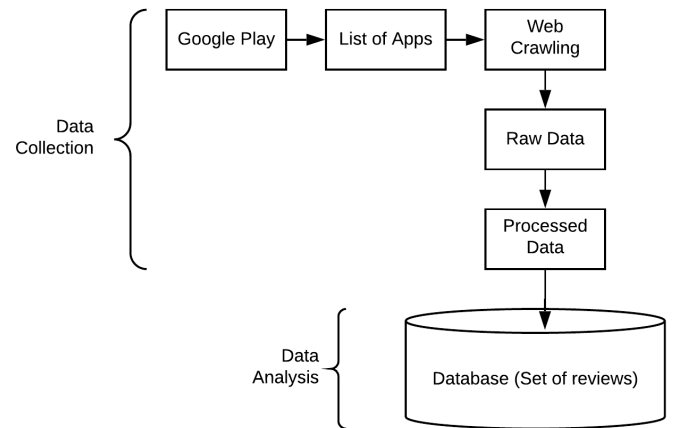 Google Play
List of Apps
Web
Crawling
Data
Collection
Raw Data
Processed
Data
Data
Analysis
Database (Set of reviews)